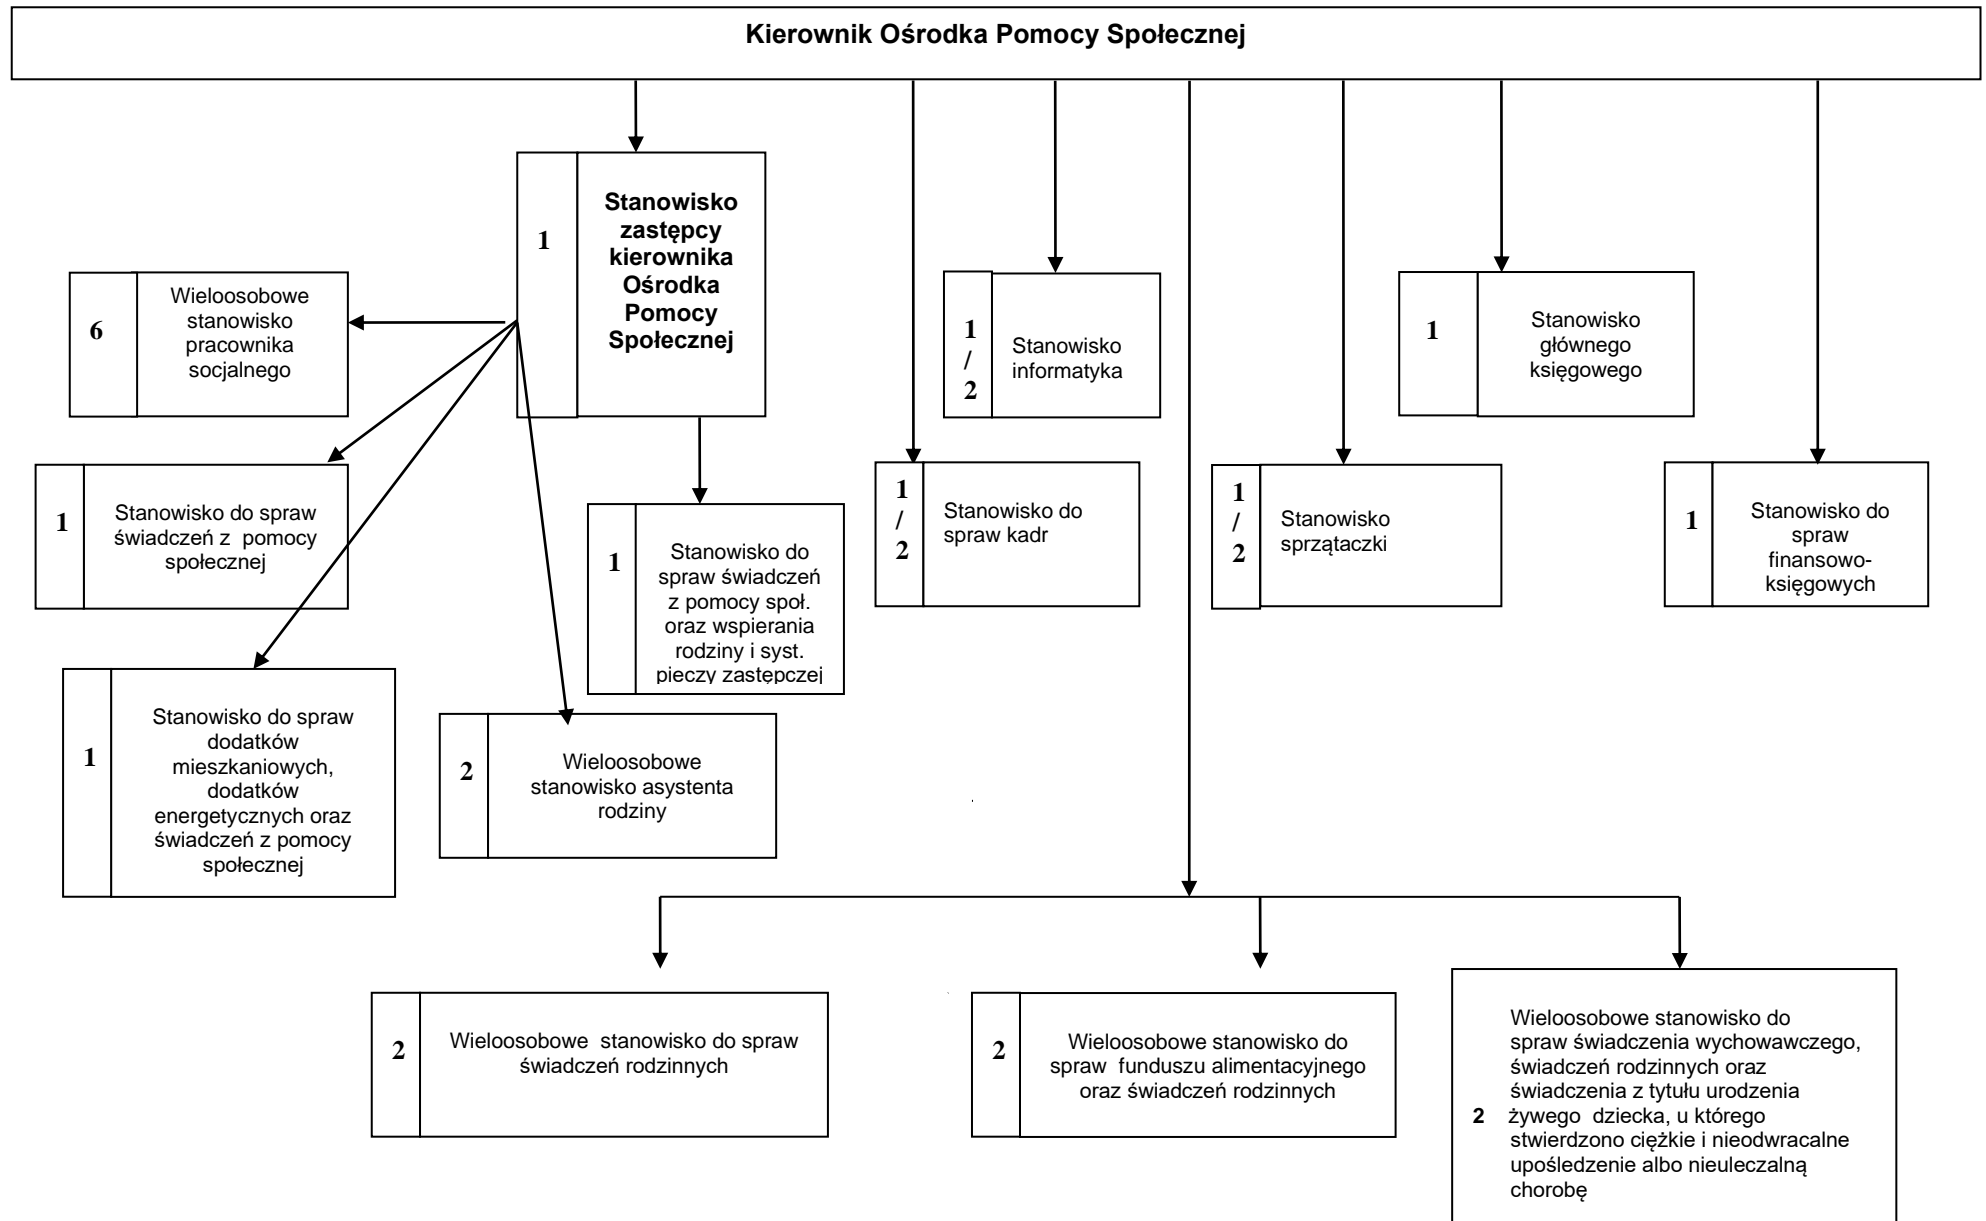 Kierownik Ośrodka Pomocy Społecznej
1
Stanowisko
zastępcy
kierownika
Ośrodka
Pomocy
Społecznej
6
Wieloosobowe
stanowisko
pracownika
socjalnego
1
/
2
Stanowisko
informatyka
1
Stanowisko
głównego
księgowego
1
Stanowisko do spraw
świadczeń z  pomocy
społecznej
1
Stanowisko do
spraw świadczeń
z pomocy społ.
oraz wspierania
rodziny i syst.
pieczy zastępczej
1
/
2
Stanowisko do
spraw kadr
1
/
2
Stanowisko
sprzątaczki
1
Stanowisko do
spraw
finansowo-
księgowych
1
Stanowisko do spraw
dodatków
mieszkaniowych,
dodatków
energetycznych oraz
świadczeń z pomocy
społecznej
2
Wieloosobowe
stanowisko asystenta
rodziny
2
Wieloosobowe  stanowisko do spraw
świadczeń rodzinnych
2
Wieloosobowe stanowisko do
spraw  funduszu alimentacyjnego
oraz świadczeń rodzinnych
Wieloosobowe stanowisko do
spraw świadczenia wychowawczego,
świadczeń rodzinnych oraz
świadczenia z tytułu urodzenia
2 żywego  dziecka, u którego
stwierdzono ciężkie i nieodwracalne
upośledzenie albo nieuleczalną
chorobę